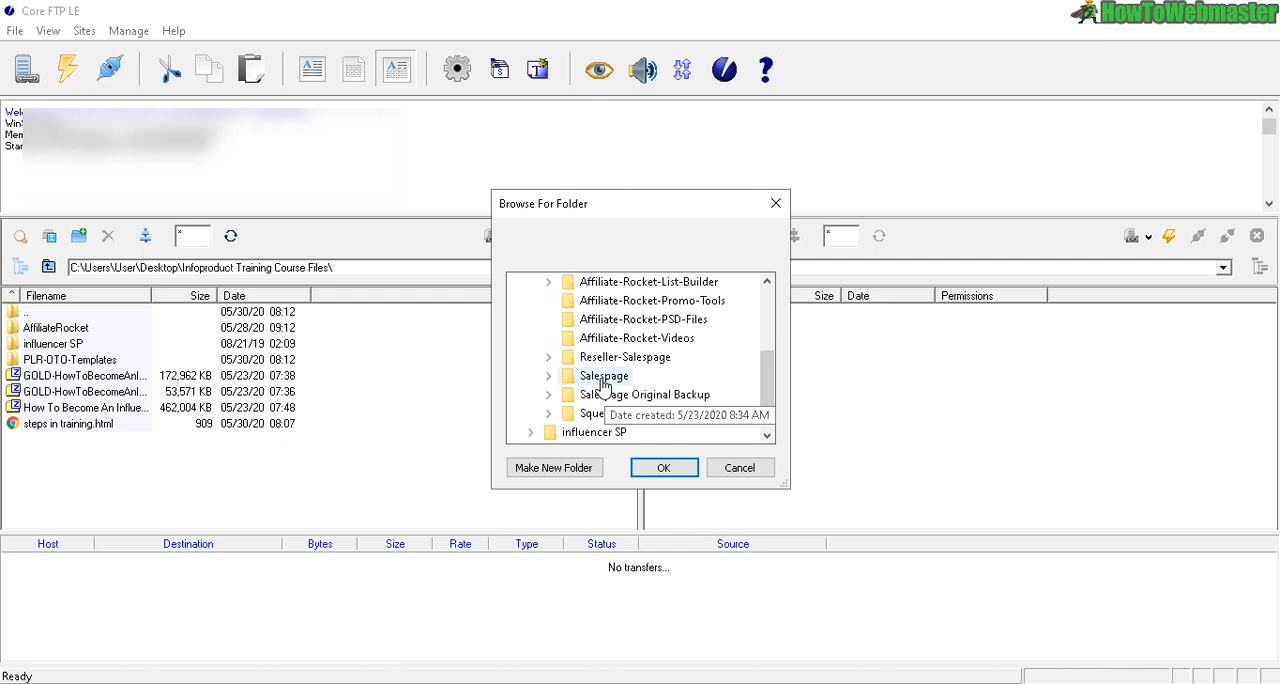 Core FTP LE
HowToWebmaster
File View Sites Manage Help
Browse For Folder
C:\Users\User\Desktop\Infoproduct Training Course Files\
Filename Size Date
Size Date Permissions
.. 05/30/20 08:12
AffiliateRocket 05/28/20 09:12
influencer SP 08/21/19 02:09
PLR-OTO-Templates 05/30/20 08:12
GOLD-HowToBecomeAnI... 172,962 KB 05/23/20 07:38
GOLD-HowToBecomeAnI... 53,571 KB 05/23/20 07:36
How To Become An Influe... 462,004 KB 05/23/20 07:48
steps in training.html 909 05/30/20 08:07
Affiliate-Rocket-List-Builder
Affiliate-Rocket-Promo-Tools
Affiliate-Rocket-PSD-Files
Affiliate-Rocket-Videos
Reseller-Salespage
Salespage
Salespage Original Backup
Date created: 5/23/2020 8:34 AM
influencer SP
Make New Folder OK Cancel
Host Destination Bytes Size Rate Type Status Source
No transfers...
Ready